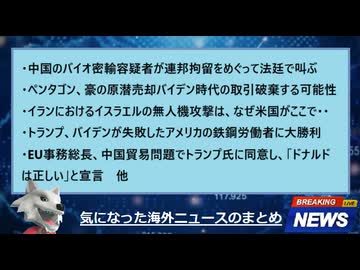 ・中国のバイオ密輸容疑者が連邦拘留をめぐって法廷で叫ぶ
・ペンタゴン、豪の原潜売却バイデン時代の取引破棄する可能性
・イランにおけるイスラエルの無人機攻撃は、なぜ米国がここで・・
・トランプ、バイデンが失敗したアメリカの鉄鋼労働者に大勝利
・EU事務総長、中国貿易問題でトランプ氏に同意し、「ドナルド
は正しい」と宣言　他
117.925
気になった海外ニュースのまとめ
BREAKING LIVE
NEWS